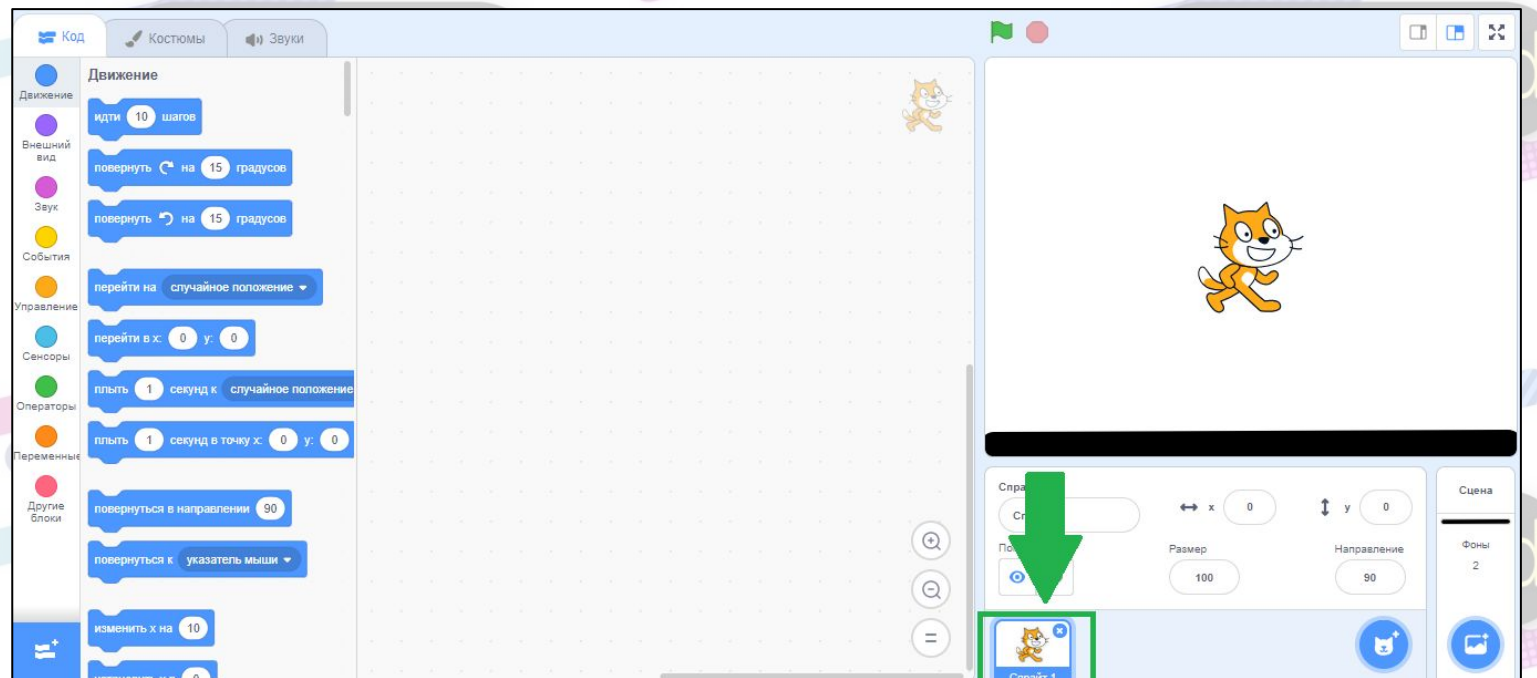 Код
Костюмы
Звуки
Движение
Внешний
вид
Звук
События
Управление
Сенсоры
Операторы
Переменные
Другие
блоки
Движение
идти 10 шагов
повернуть на 15 градусов
повернуть на 15 градусов
перейти на случайное положение
перейти в x: 0 y: 0
плыть 1 секунд к случайное положение
плыть 1 секунд в точку x: 0 y: 0
повернуться в направлении 90
повернуться к указатель мыши
изменить x на 10
x 0
y 0
Размер
100
Направление
90
Спрайт 1
Сцена
Фоны
2